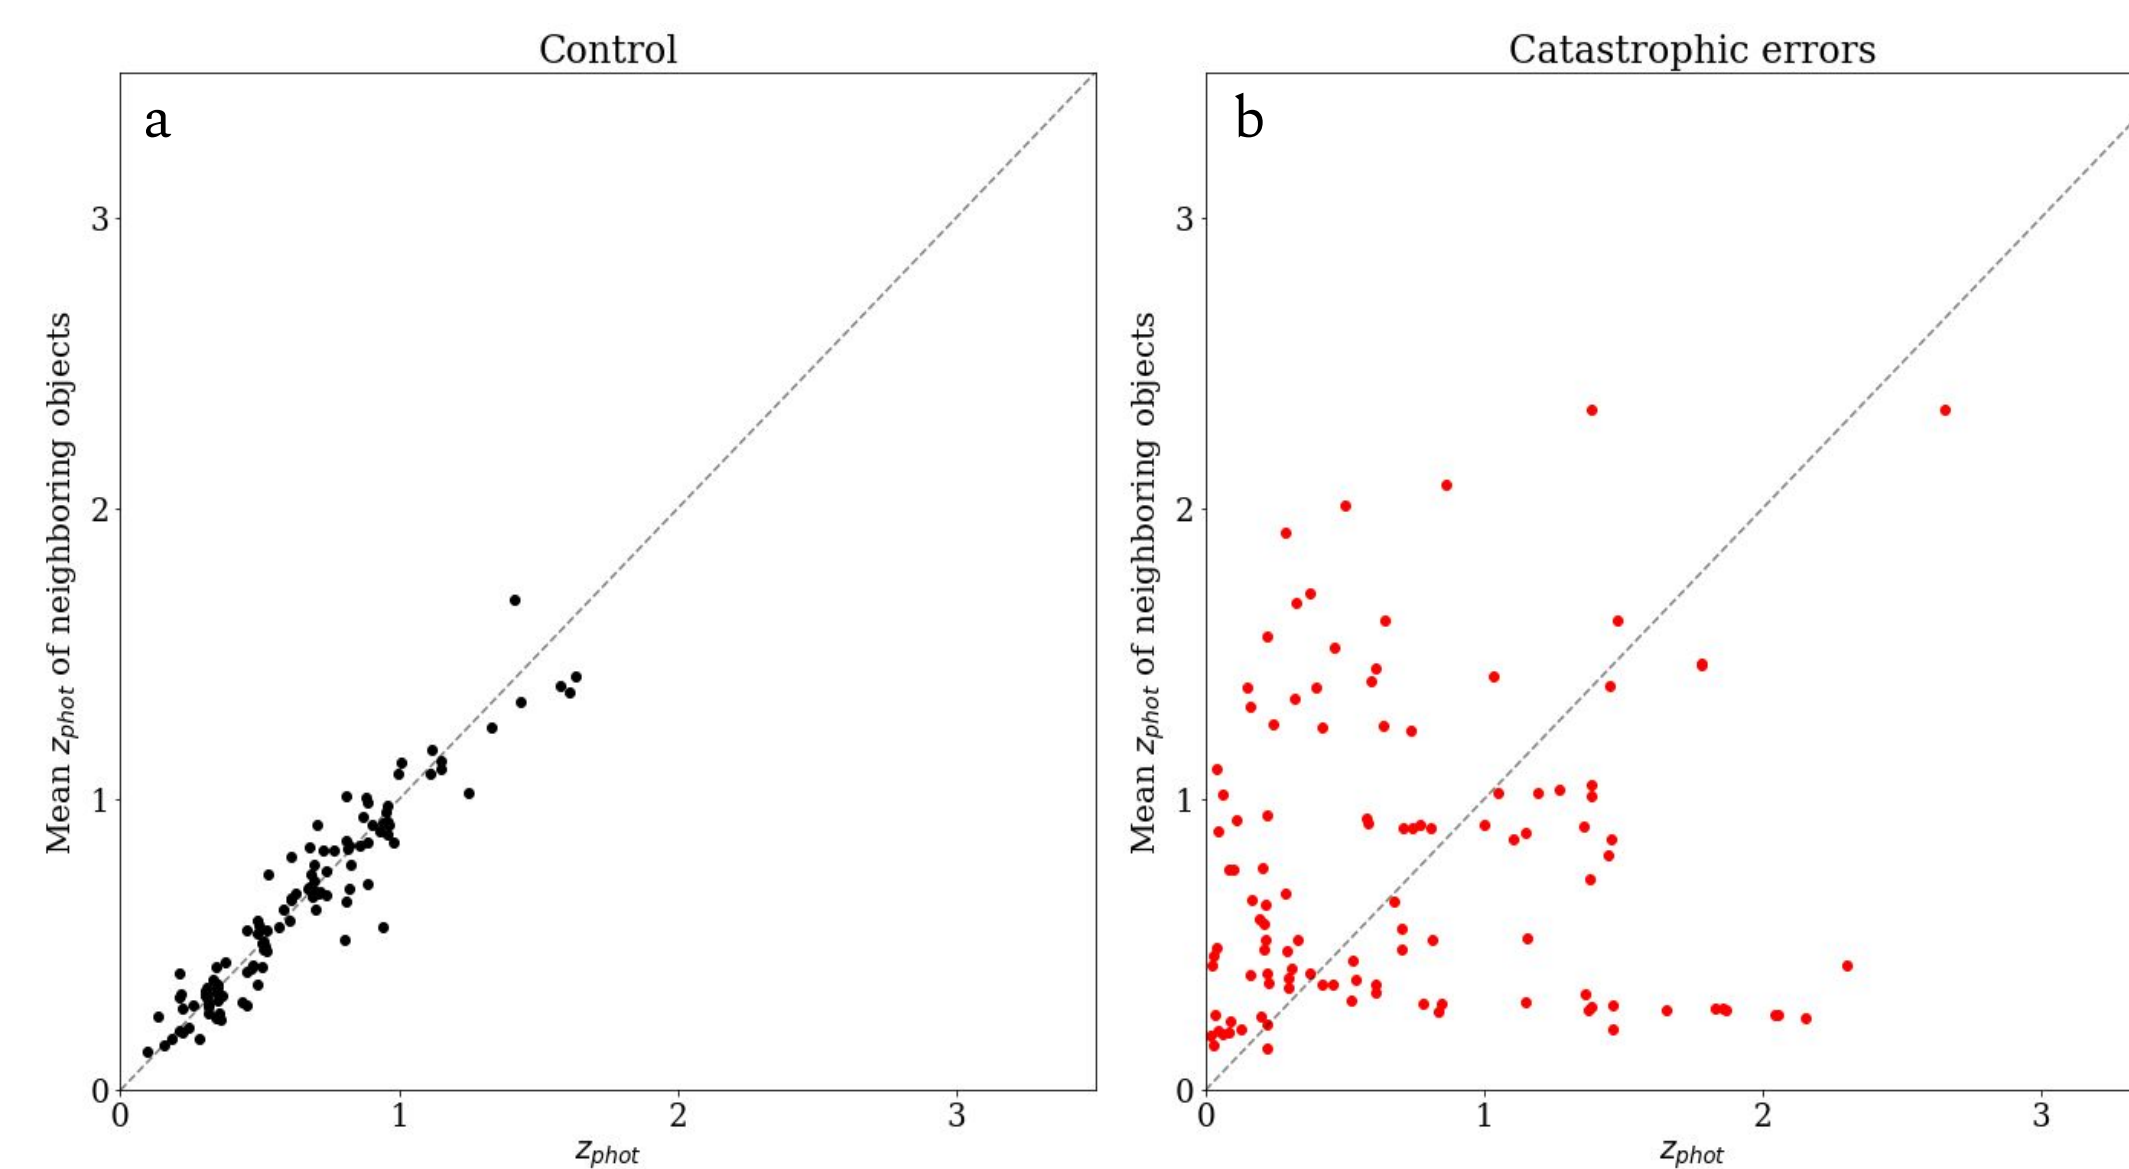 Control
a
3
2
1
0
0 1 2 3
Mean z_phot of neighboring objects
z_phot
Catastrophic errors
b
3
2
1
0
0 1 2 3
Mean z_phot of neighboring objects
z_phot